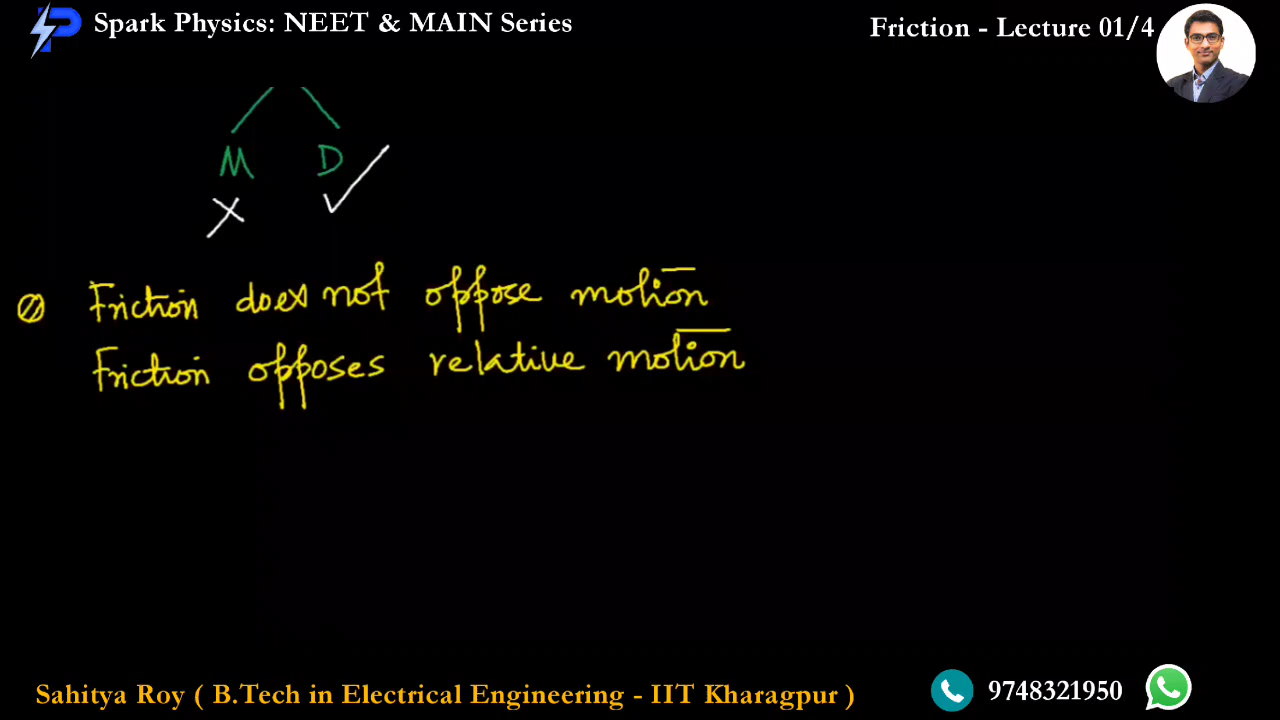 Spark Physics: NEET & MAIN Series
Friction - Lecture 01/4
M D
Friction does not oppose motion
Friction opposes relative motion
Sahitya Roy ( B.Tech in Electrical Engineering - IIT Kharagpur )
9748321950